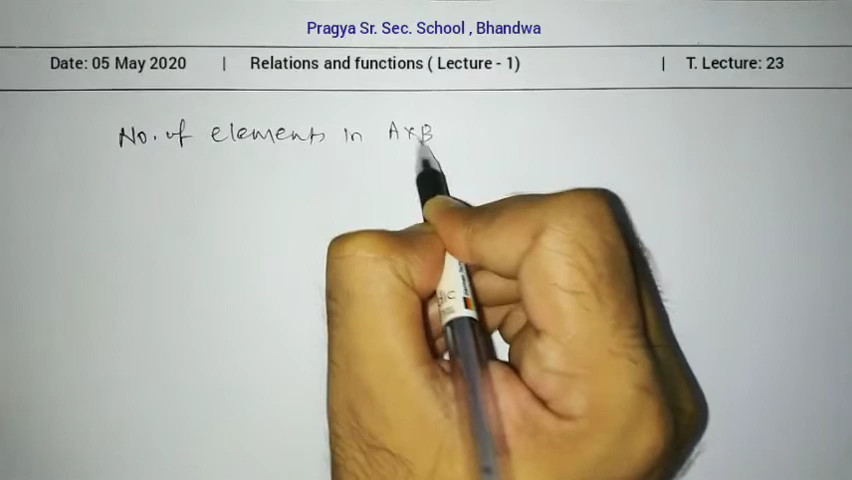 Pragya Sr. Sec. School , Bhandwa
Date: 05 May 2020 | Relations and functions ( Lecture - 1) | T. Lecture: 23
No. of elements in A×B